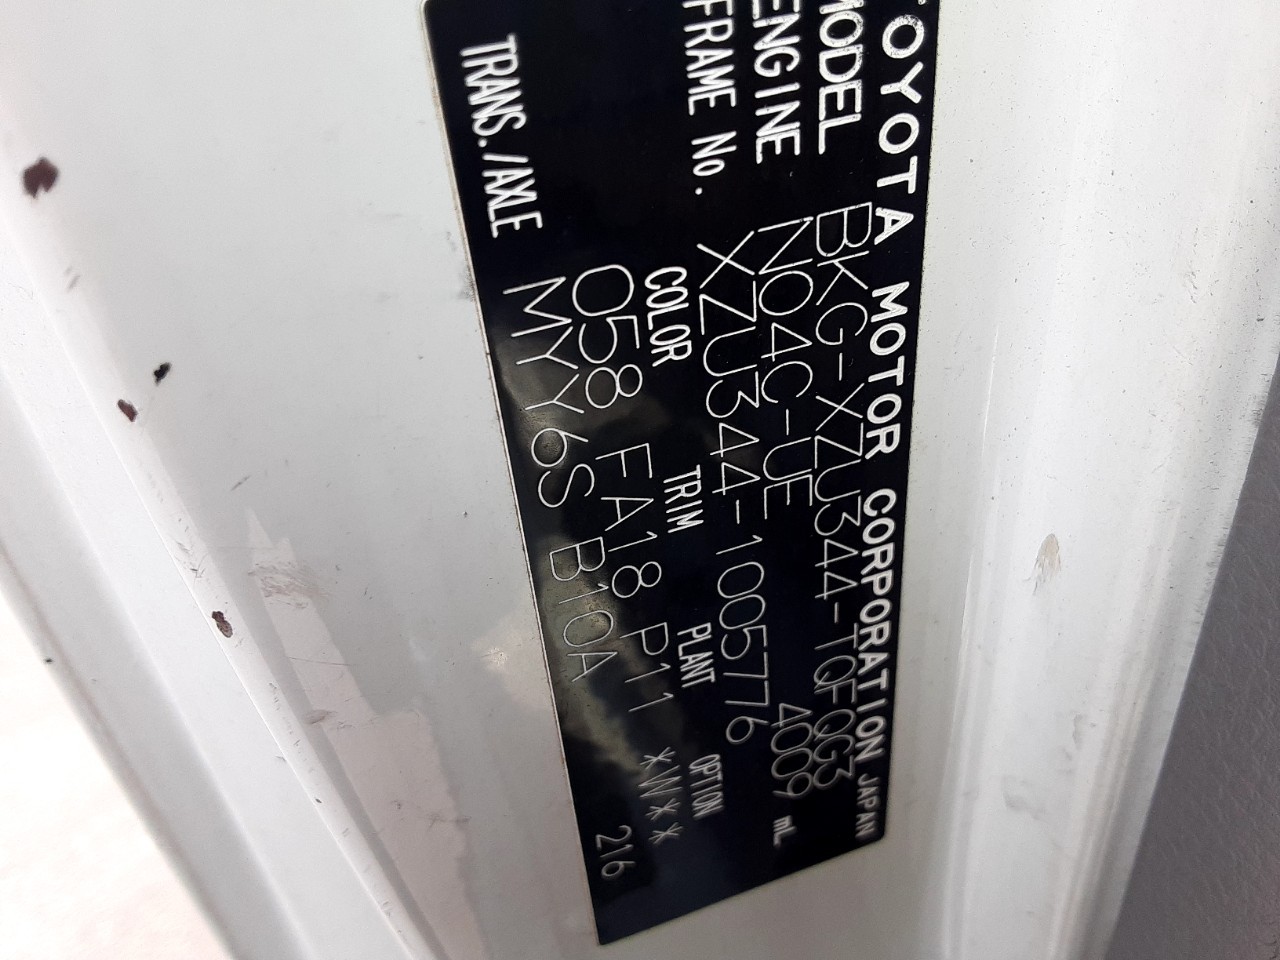 TOYOTA MOTOR CORPORATION JAPAN
MODEL BKG-XZU344-TQFQG3
ENGINE N04C-UE 4009 mL
FRAME No. XZU344-1005776
COLOR TRIM PLANT OPTION
058 FA18 P11 *W**
TRANS./AXLE MYY6S B10A 216